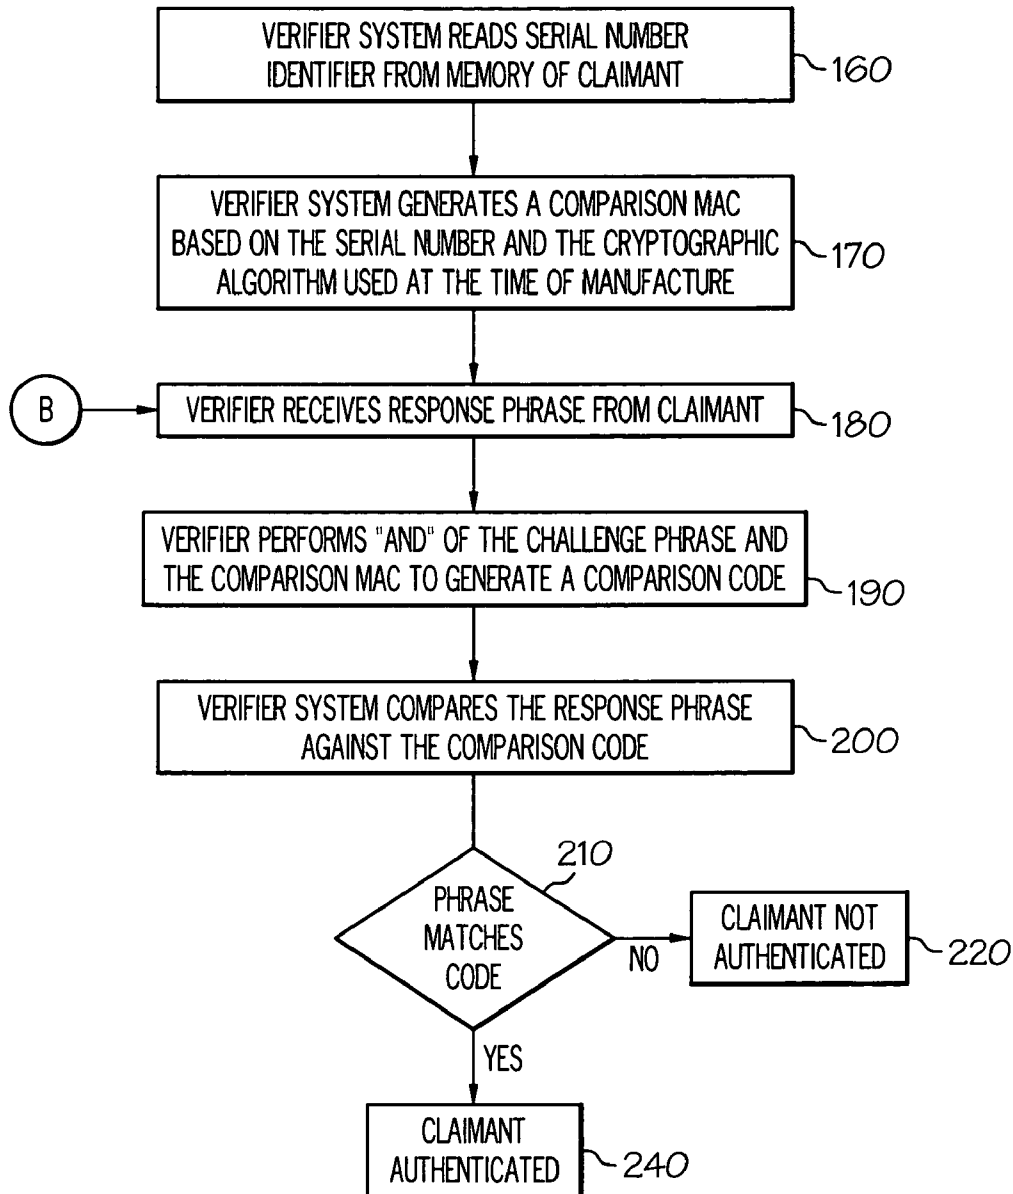 VERIFIER SYSTEM READS SERIAL NUMBER
IDENTIFIER FROM MEMORY OF CLAIMANT
160
VERIFIER SYSTEM GENERATES A COMPARISON MAC
BASED ON THE SERIAL NUMBER AND THE CRYPTOGRAPHIC
ALGORITHM USED AT THE TIME OF MANUFACTURE
170
B
VERIFIER RECEIVES RESPONSE PHRASE FROM CLAIMANT
180
VERIFIER PERFORMS "AND" OF THE CHALLENGE PHRASE AND
THE COMPARISON MAC TO GENERATE A COMPARISON CODE
190
VERIFIER SYSTEM COMPARES THE RESPONSE PHRASE
AGAINST THE COMPARISON CODE
200
210
PHRASE
MATCHES
CODE
NO
CLAIMANT NOT
AUTHENTICATED
220
YES
CLAIMANT
AUTHENTICATED
240